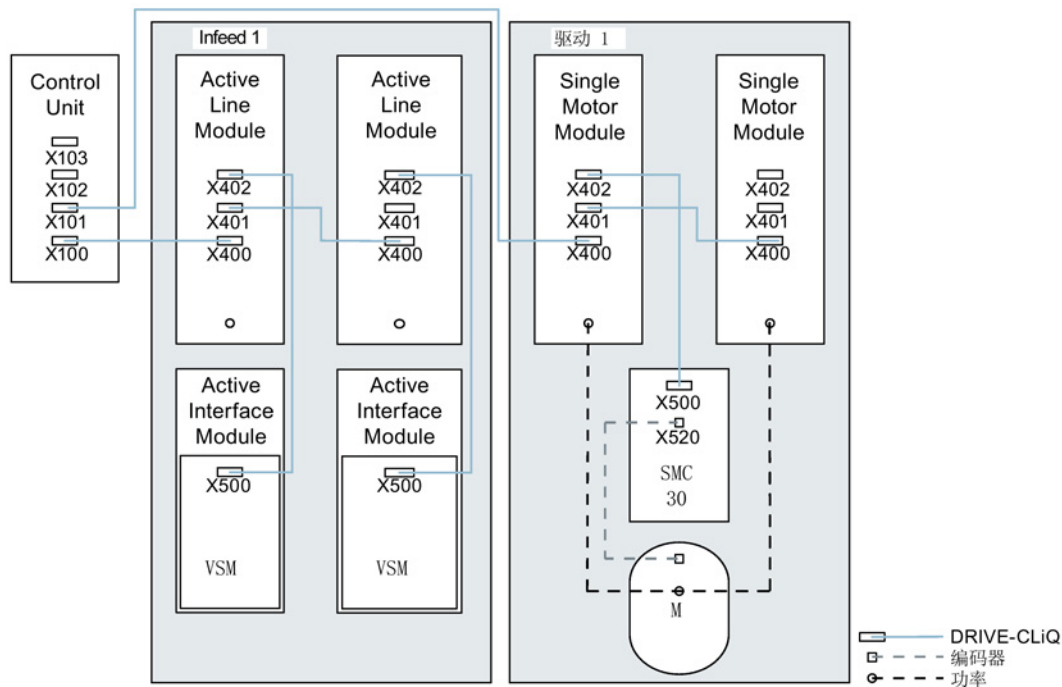 Infeed 1
驱动 1
Control
Unit
X103
X102
X101
X100
Active
Line
Module
X402
X401
X400
Active
Line
Module
X402
X401
X400
Single
Motor
Module
X402
X401
X400
Single
Motor
Module
X402
X401
X400
Active
Interface
Module
X500
VSM
Active
Interface
Module
X500
VSM
X500
X520
SMC
30
M
DRIVE-CLiQ
编码器
功率